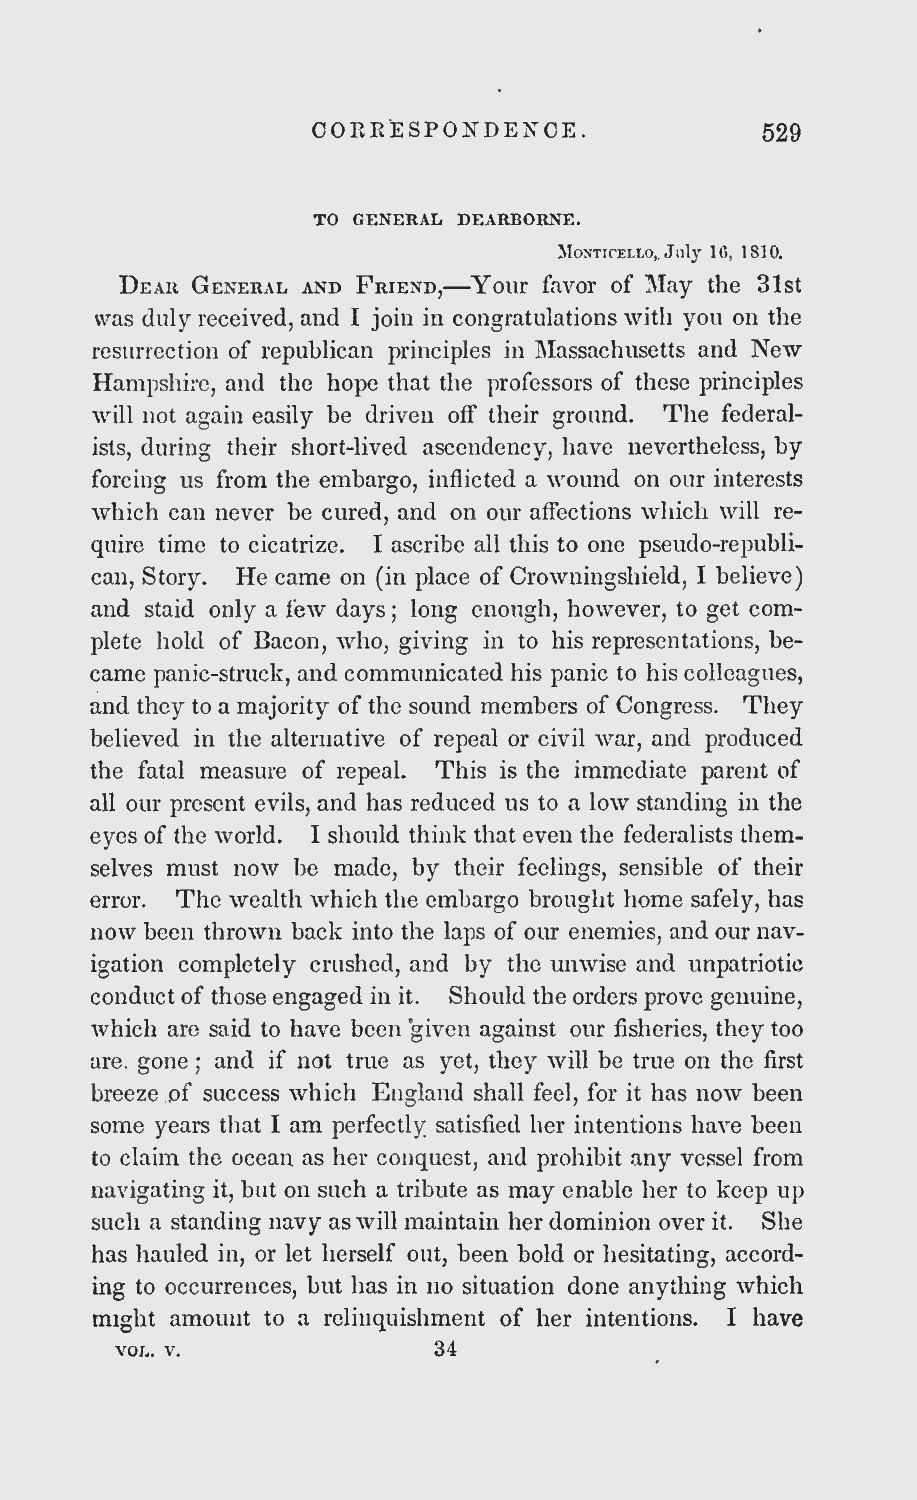 CORRESPONDENCE. 529
TO GENERAL DEARBORNE.
MONTICELLO, July 16, 1810.
DEAR GENERAL AND FRIEND,—Your favor of May the 31st
was duly received, and I join in congratulations with you on the
resurrection of republican principles in Massachusetts and New
Hampshire, and the hope that the professors of these principles
will not again easily be driven off their ground. The federal-
ists, during their short-lived ascendency, have nevertheless, by
forcing us from the embargo, inflicted a wound on our interests
which can never be cured, and on our affections which will re-
quire time to cicatrize. I ascribe all this to one pseudo-republi-
can, Story. He came on (in place of Crowningshield, I believe)
and staid only a few days; long enough, however, to get com-
plete hold of Bacon, who, giving in to his representations, be-
came panic-struck, and communicated his panic to his colleagues,
and they to a majority of the sound members of Congress. They
believed in the alternative of repeal or civil war, and produced
the fatal measure of repeal. This is the immediate parent of
all our present evils, and has reduced us to a low standing in the
eyes of the world. I should think that even the federalists them-
selves must now be made, by their feelings, sensible of their
error. The wealth which the embargo brought home safely, has
now been thrown back into the laps of our enemies, and our nav-
igation completely crushed, and by the unwise and unpatriotic
conduct of those engaged in it. Should the orders prove genuine,
which are said to have been given against our fisheries, they too
are gone; and if not true as yet, they will be true on the first
breeze of success which England shall feel, for it has now been
some years that I am perfectly satisfied her intentions have been
to claim the ocean as her conquest, and prohibit any vessel from
navigating it, but on such a tribute as may enable her to keep up
such a standing navy as will maintain her dominion over it. She
has hauled in, or let herself out, been bold or hesitating, accord-
ing to occurrences, but has in no situation done anything which
might amount to a relinquishment of her intentions. I have
VOL. V. 34